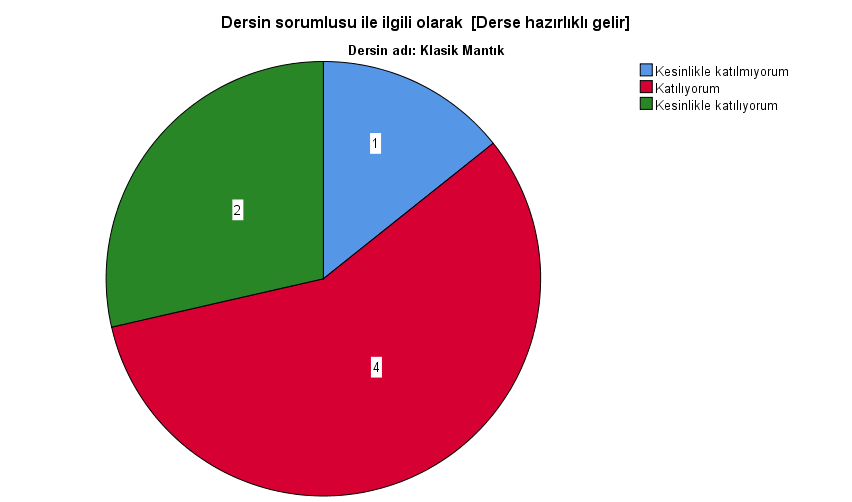 Dersin sorumlusu ile ilgili olarak  [Derse hazırlıklı gelir]
Dersin adı: Klasik Mantık
Kesinlikle katılmıyorum
Katılıyorum
Kesinlikle katılıyorum
1
2
4